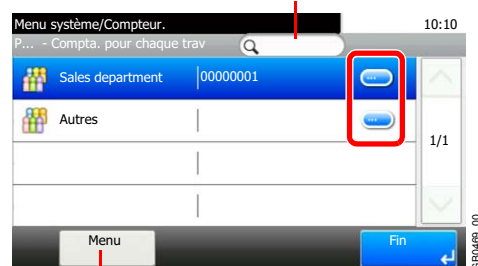 Menu système/Compteur. 10:10
P... - Compta. pour chaque trav
Sales department 00000001
Autres
1/1
Menu Fin